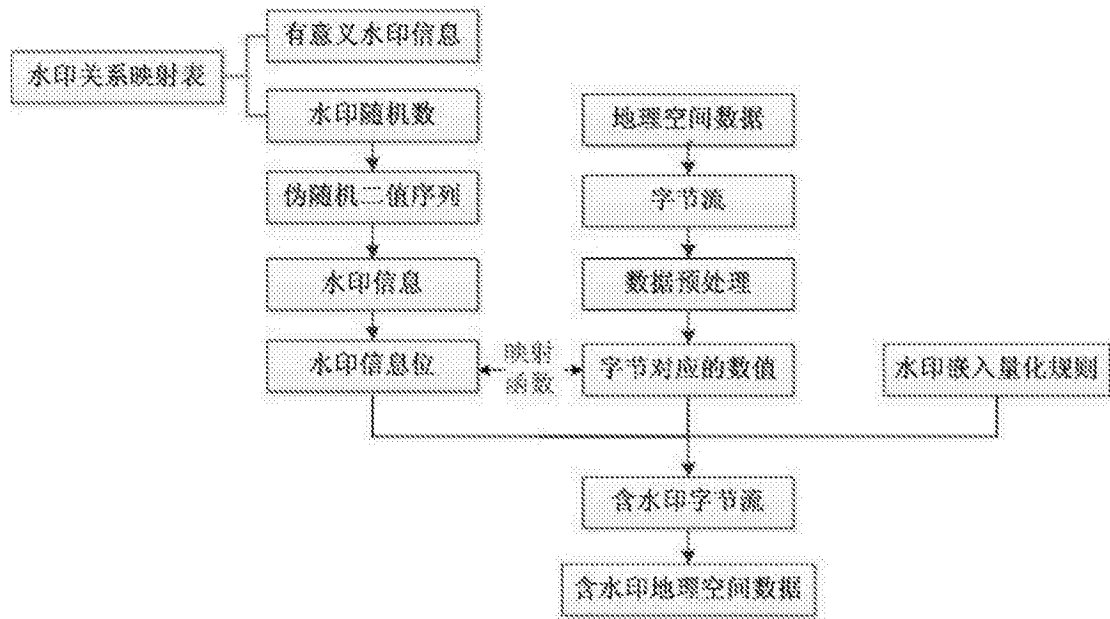 有意义水印信息
水印关系映射表
水印随机数
地理空间数据
伪随机二值序列
字节流
水印信息
数据预处理
水印信息位
映射
函数
字节对应的数值
水印嵌入量化规则
含水印字节流
含水印地理空间数据